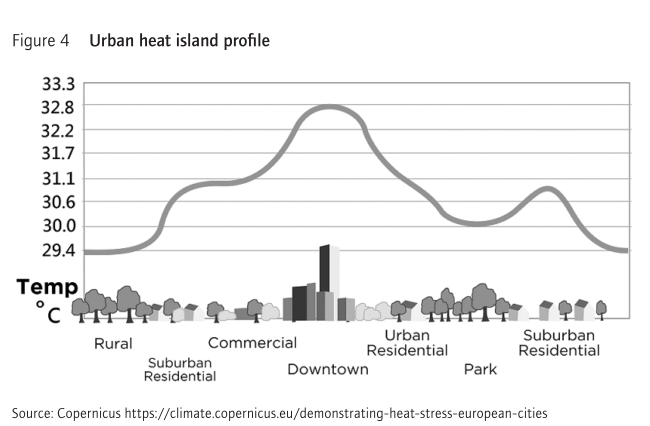 Figure 4 Urban heat island profile
33.3
32.8
32.2
31.7
31.1
30.6
30.0
29.4
Temp
°C
Rural
Suburban
Residential
Commercial
Downtown
Urban
Residential
Park
Suburban
Residential
Source: Copernicus https://climate.copernicus.eu/demonstrating-heat-stress-european-cities